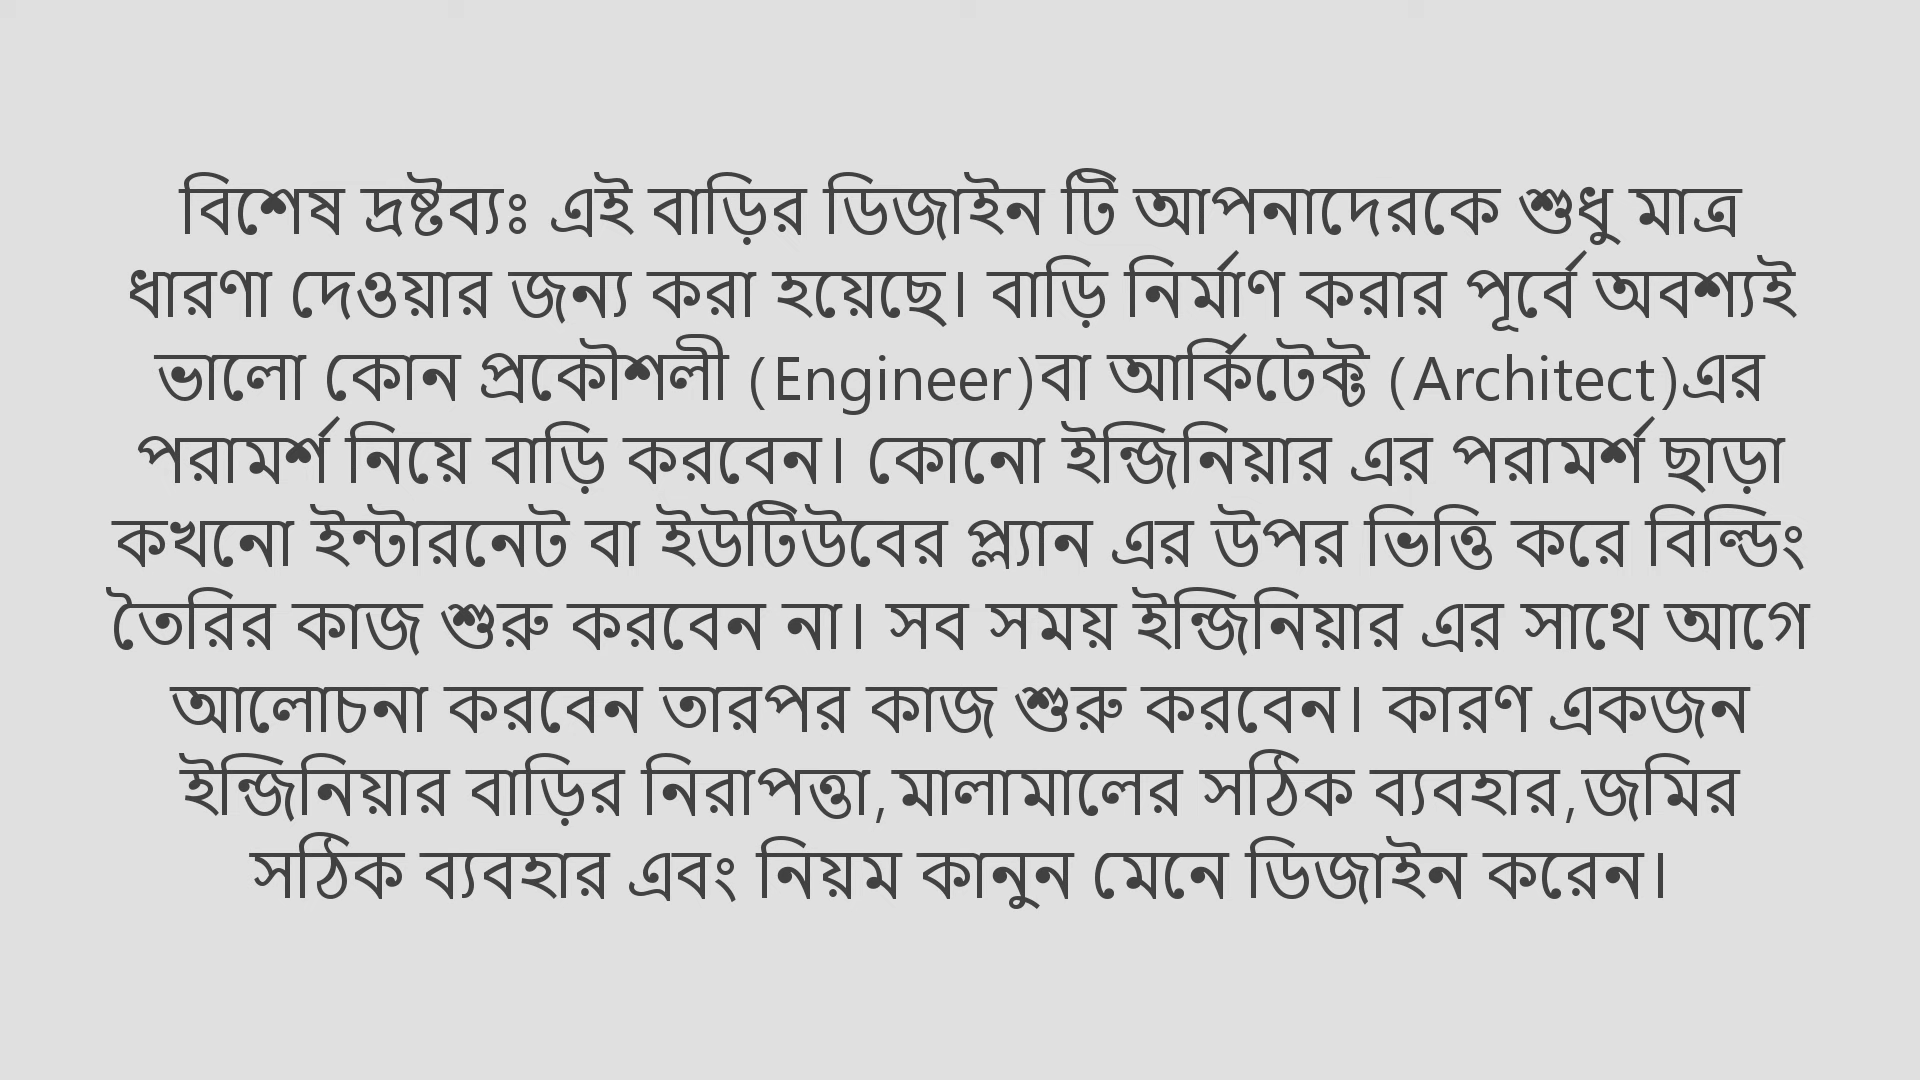 বিশেষ দ্রষ্টব্যঃ এই বাড়ির ডিজাইন টি আপনাদেরকে শুধু মাত্র
ধারণা দেওয়ার জন্য করা হয়েছে। বাড়ি নির্মাণ করার পূর্বে অবশ্যই
ভালো কোন প্রকৌশলী (Engineer)বা আর্কিটেক্ট (Architect)এর
পরামর্শ নিয়ে বাড়ি করবেন। কোনো ইন্জিনিয়ার এর পরামর্শ ছাড়া
কখনো ইন্টারনেট বা ইউটিউবের প্ল্যান এর উপর ভিত্তি করে বিল্ডিং
তৈরির কাজ শুরু করবেন না। সব সময় ইন্জিনিয়ার এর সাথে আগে
আলোচনা করবেন তারপর কাজ শুরু করবেন। কারণ একজন
ইন্জিনিয়ার বাড়ির নিরাপত্তা,মালামালের সঠিক ব্যবহার,জমির
সঠিক ব্যবহার এবং নিয়ম কানুন মেনে ডিজাইন করেন।